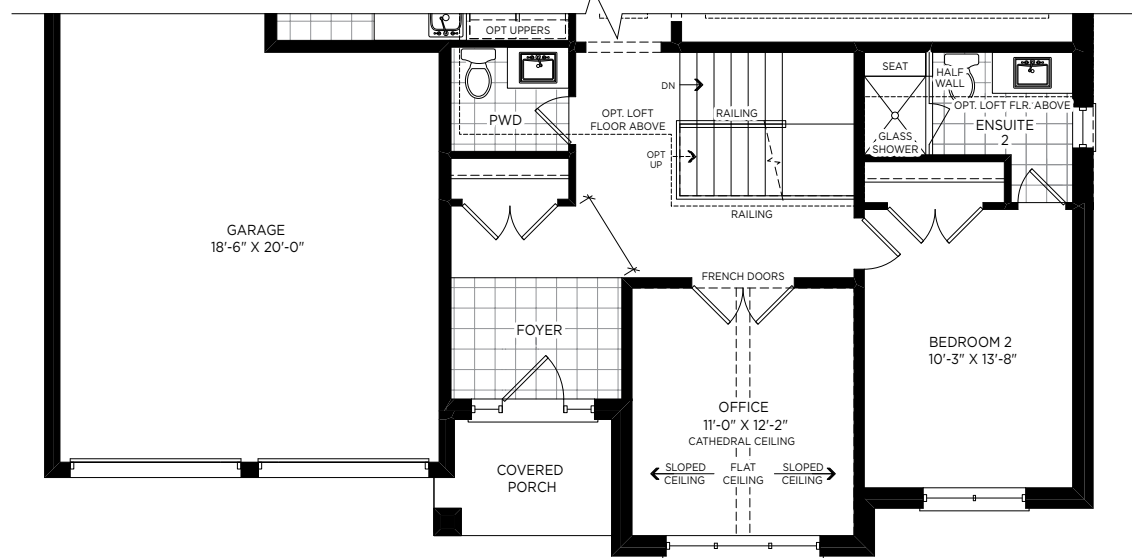 OPT UPPERS
PWD
OPT. LOFT
FLOOR ABOVE
DN
RAILING
OPT
UP
RAILING
SEAT
HALF
WALL
OPT. LOFT FLR. ABOVE
ENSUITE
2
GLASS
SHOWER
GARAGE
18'-6" X 20'-0"
FRENCH DOORS
FOYER
BEDROOM 2
10'-3" X 13'-8"
OFFICE
11'-0" X 12'-2"
CATHEDRAL CEILING
SLOPED
CEILING
FLAT
CEILING
SLOPED
CEILING
COVERED
PORCH